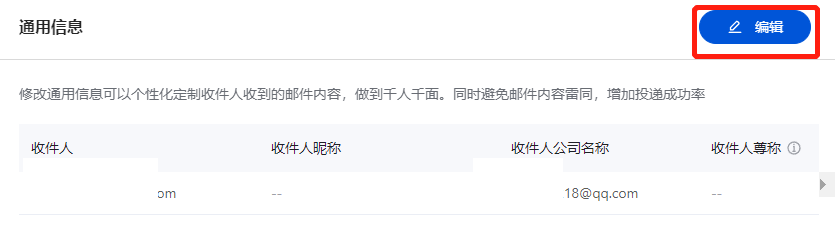 通用信息
编辑
修改通用信息可以个性化定制收件人收到的邮件内容，做到千人千面。同时避免邮件内容雷同，增加投递成功率
收件人 收件人昵称 收件人公司名称 收件人尊称
om -- 18@qq.com --